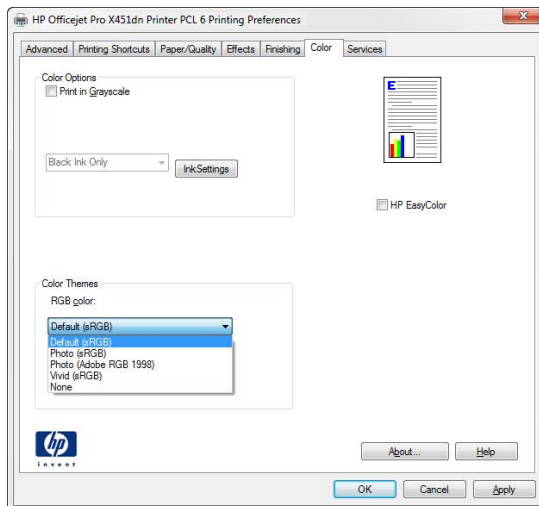 HP Officejet Pro X451dn Printer PCL 6 Printing Preferences
Advanced Printing Shortcuts Paper/Quality Effects Finishing Color Services
Color Options
Print in Grayscale
E
Black Ink Only
InkSettings
HP EasyColor
Color Themes
RGB color:
Default (sRGB)
Default (sRGB)
Photo (sRGB)
Photo (Adobe RGB 1998)
Vivid (sRGB)
None
hp
invent
About...
Help
OK
Cancel
Apply